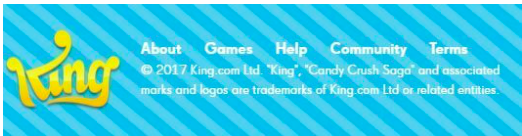 King
About Games Help Community Terms
© 2017 King.com Ltd. "King", "Candy Crush Saga" and associated
marks and logos are trademarks of King.com Ltd or related entities.